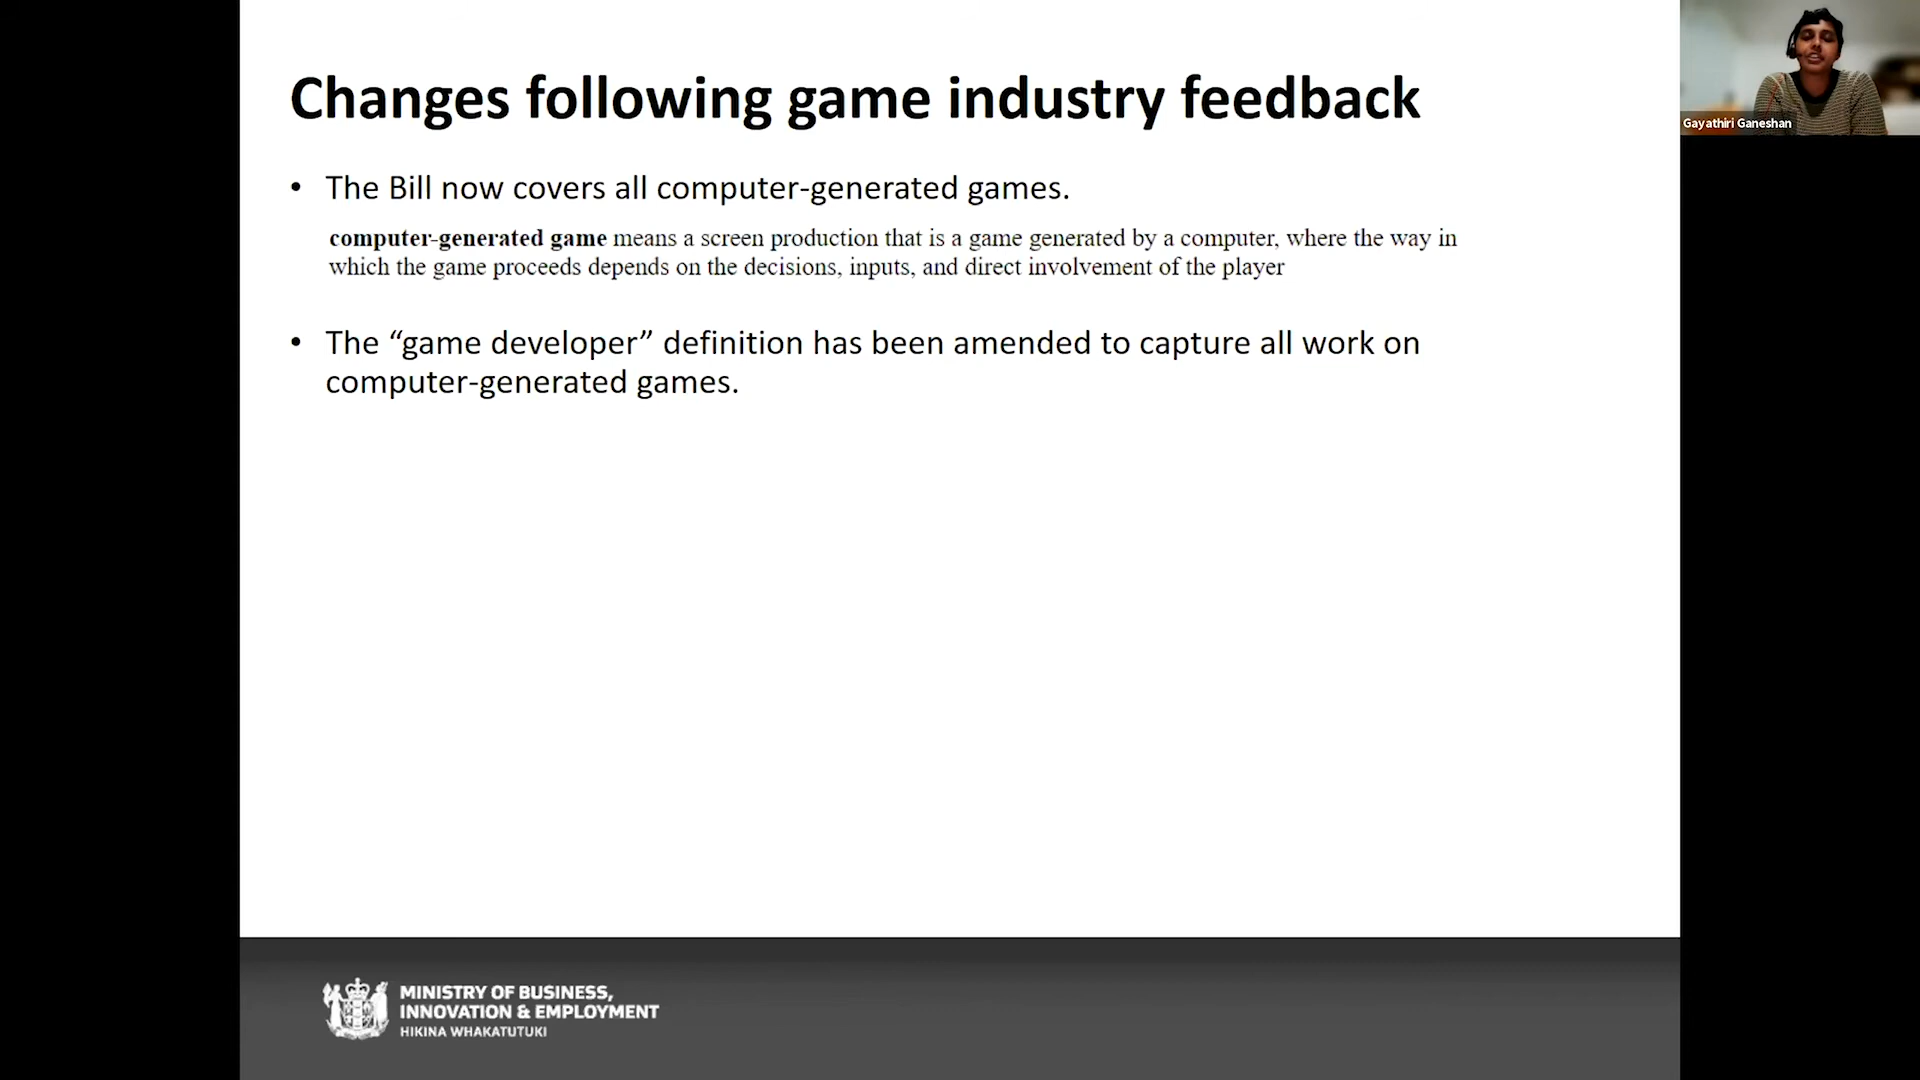 Changes following game industry feedback
Gayathiri Ganeshan
• The Bill now covers all computer-generated games.
computer-generated game means a screen production that is a game generated by a computer, where the way in
which the game proceeds depends on the decisions, inputs, and direct involvement of the player
• The “game developer” definition has been amended to capture all work on
computer-generated games.
MINISTRY OF BUSINESS,
INNOVATION & EMPLOYMENT
HIKINA WHAKATUTUKI